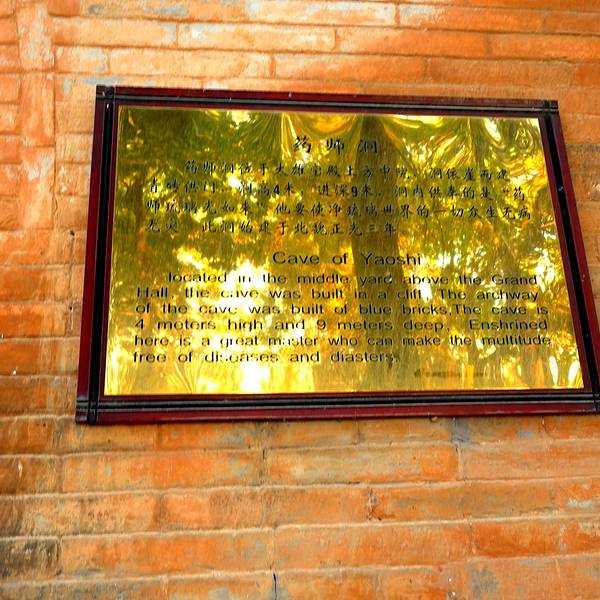 药师洞
药师洞位于大雄宝殿上方中院，洞依崖而建，
青砖拱门，洞高4米，进深9米，洞内供奉的是“药
师琉璃光如来”他要使净琉璃世界的一切众生无病
无灾，此洞始建于北魏正光三年
Cave of Yaoshi
located in the middle yard above the Grand
Hall, the cave was built in a cliff. The archway
of the cave was built of blue bricks,The cave is
4 meters high and 9 meters deep. Enshrined
here is a great master who can make the multitude
free of diseases and diasters.